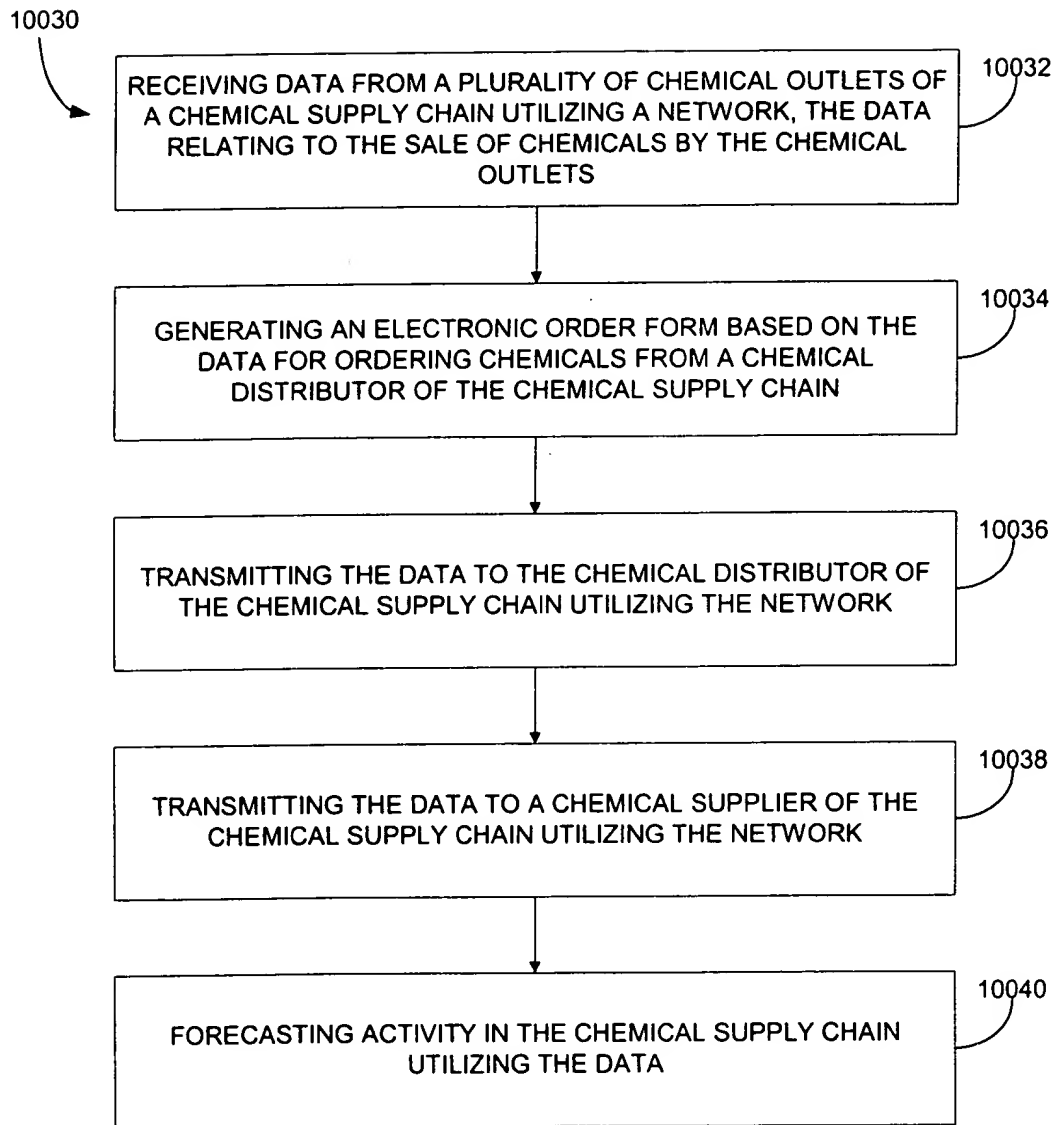 10030
RECEIVING DATA FROM A PLURALITY OF CHEMICAL OUTLETS OF
A CHEMICAL SUPPLY CHAIN UTILIZING A NETWORK, THE DATA
RELATING TO THE SALE OF CHEMICALS BY THE CHEMICAL
OUTLETS
10032
GENERATING AN ELECTRONIC ORDER FORM BASED ON THE
DATA FOR ORDERING CHEMICALS FROM A CHEMICAL
DISTRIBUTOR OF THE CHEMICAL SUPPLY CHAIN
10034
TRANSMITTING THE DATA TO THE CHEMICAL DISTRIBUTOR OF
THE CHEMICAL SUPPLY CHAIN UTILIZING THE NETWORK
10036
TRANSMITTING THE DATA TO A CHEMICAL SUPPLIER OF THE
CHEMICAL SUPPLY CHAIN UTILIZING THE NETWORK
10038
FORECASTING ACTIVITY IN THE CHEMICAL SUPPLY CHAIN
UTILIZING THE DATA
10040